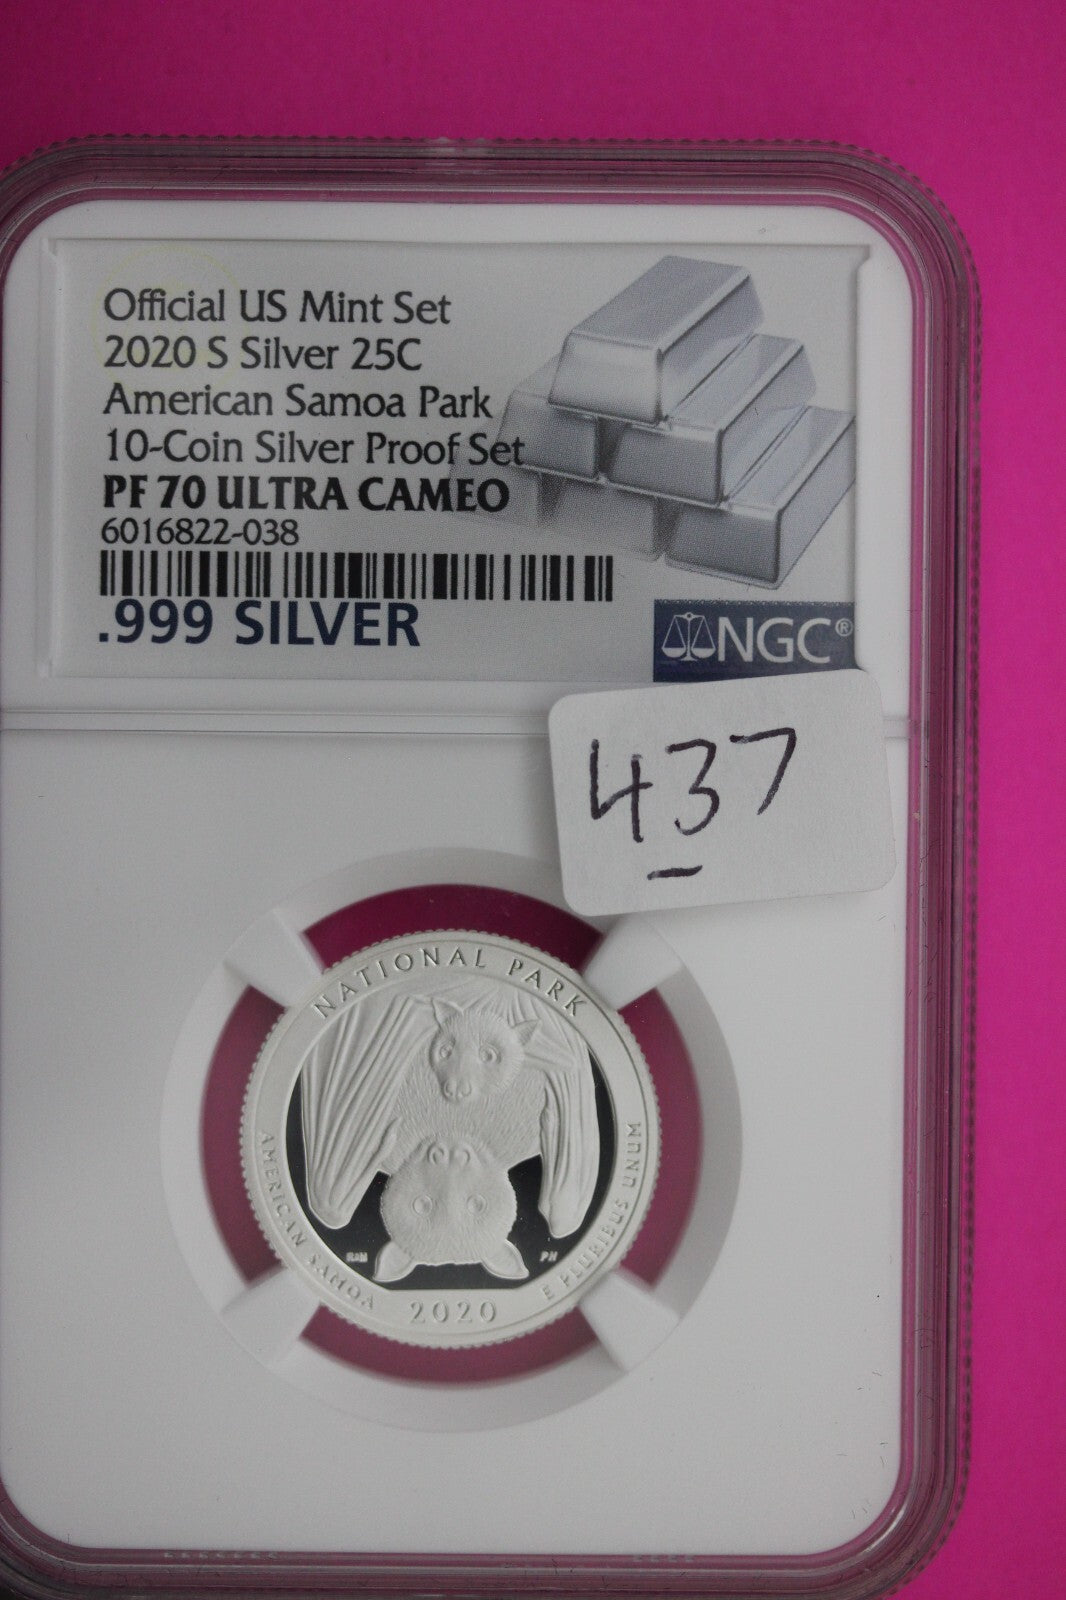 Official US Mint Set
2020 S Silver 25C
American Samoa Park
10-Coin Silver Proof Set
PF 70 ULTRA CAMEO
6016822-038
.999 SILVER
NGC®
437
NATIONAL PARK
AMERICAN SAMOA
2020
E PLURIBUS UNUM
PH